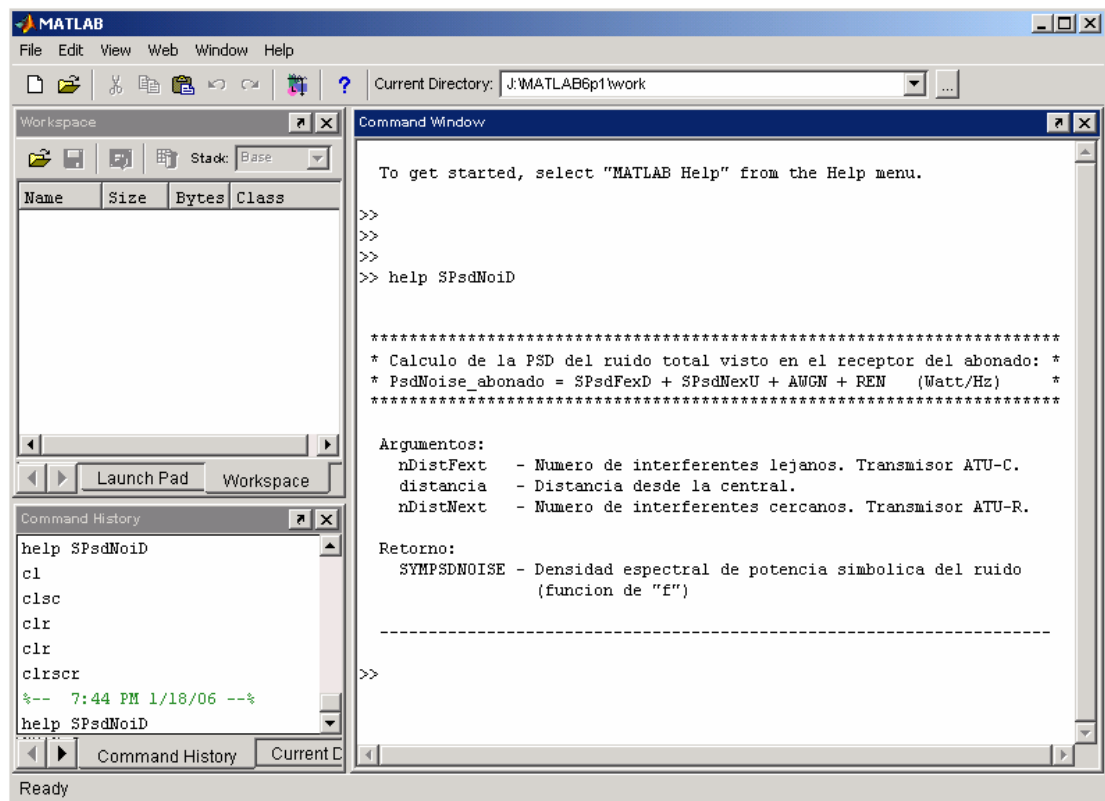 MATLAB
File Edit View Web Window Help
? Current Directory: J:\MATLAB6p1\work ...
Workspace
Stack: Base
Name Size Bytes Class
Launch Pad Workspace
Command History
help SPsdNoiD
cl
clsc
clr
clr
clrscr
%-- 7:44 PM 1/18/06 --%
help SPsdNoiD
Command History Current D
Command Window
To get started, select "MATLAB Help" from the Help menu.
>>
>>
>>
>> help SPsdNoiD
***********************************************************************
* Calculo de la PSD del ruido total visto en el receptor del abonado: *
* PsdNoise_abonado = SPsdFexD + SPsdNexU + AWGN + REN (Watt/Hz) *
***********************************************************************
Argumentos:
nDistFext - Numero de interferentes lejanos. Transmisor ATU-C.
distancia - Distancia desde la central.
nDistNext - Numero de interferentes cercanos. Transmisor ATU-R.
Retorno:
SYMPSDNOISE - Densidad espectral de potencia simbolica del ruido
(funcion de "f")
---------------------------------------------------------------------
>>
Ready